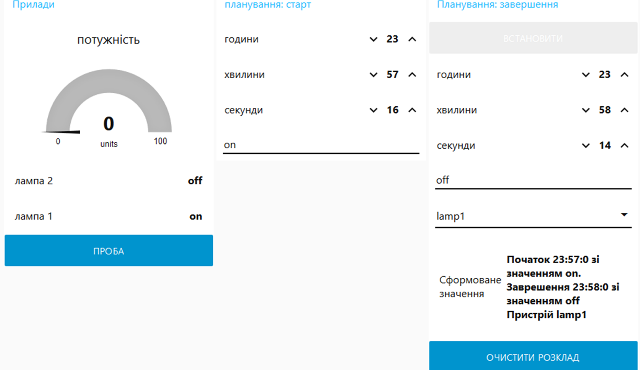 Прилади
потужність
0
0
units
100
лампа 2
off
лампа 1
on
ПРОБА
планування: старт
години
23
хвилини
57
секунди
16
on
Планування: завершення
ВСТАНОВИТИ
години
23
хвилини
58
секунди
14
off
lamp1
Сформоване
значення
Початок 23:57:0 зі
значенням on.
Заврешення 23:58:0 зі
значенням off
Пристрій lamp1
ОЧИСТИТИ РОЗКЛАД